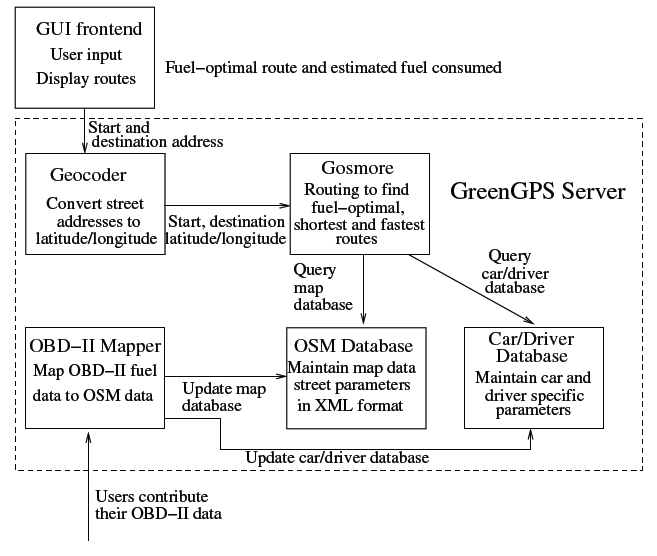 GUI frontend
User input
Display routes
Fuel−optimal route and estimated fuel consumed
Start and
destination address
Geocoder
Convert street
addresses to
latitude/longitude
Start, destination
latitude/longitude
Gosmore
Routing to find
fuel−optimal,
shortest and fastest
routes
GreenGPS Server
Query
map
database
Query
car/driver
database
OBD−II Mapper
Map OBD−II fuel
data to OSM data
Update map
database
OSM Database
Maintain map data
street parameters
in XML format
Car/Driver
Database
Maintain car and
driver specific
parameters
Update car/driver database
Users contribute
their OBD−II data